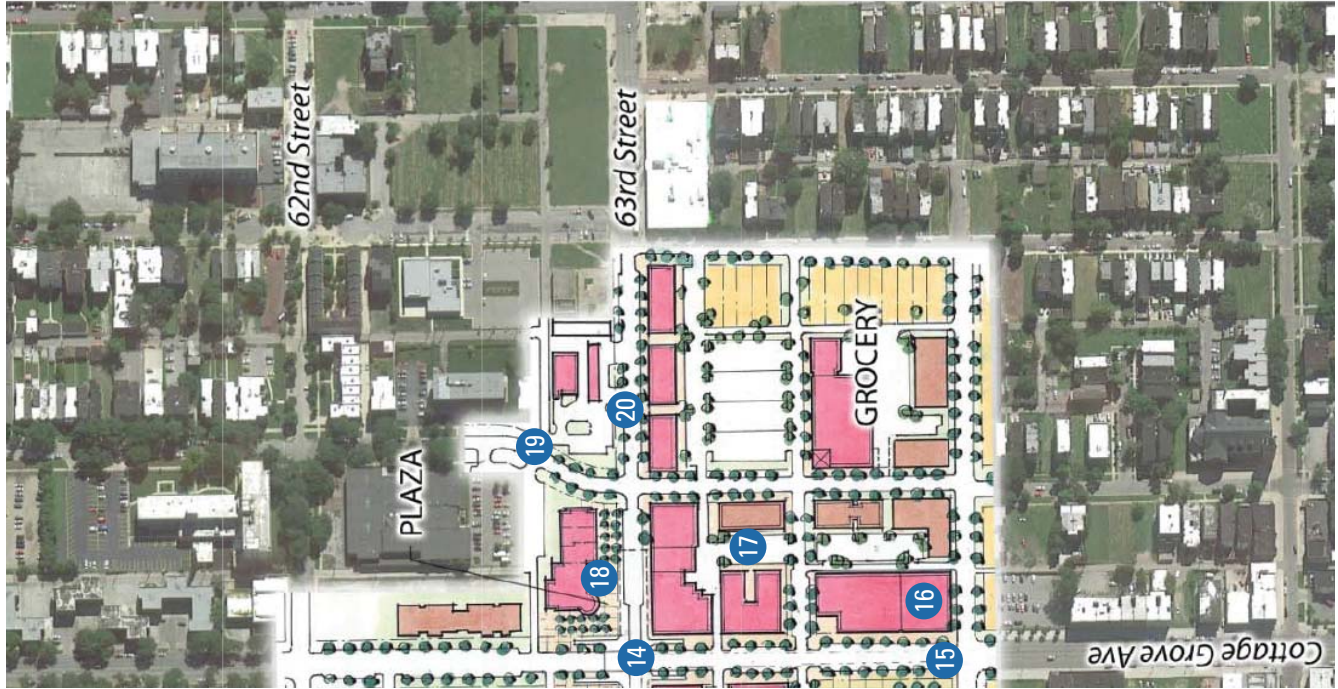 62nd Street
63rd Street
PLAZA
GROCERY
20
19
18
17
16
14
15
Cottage Grove Ave